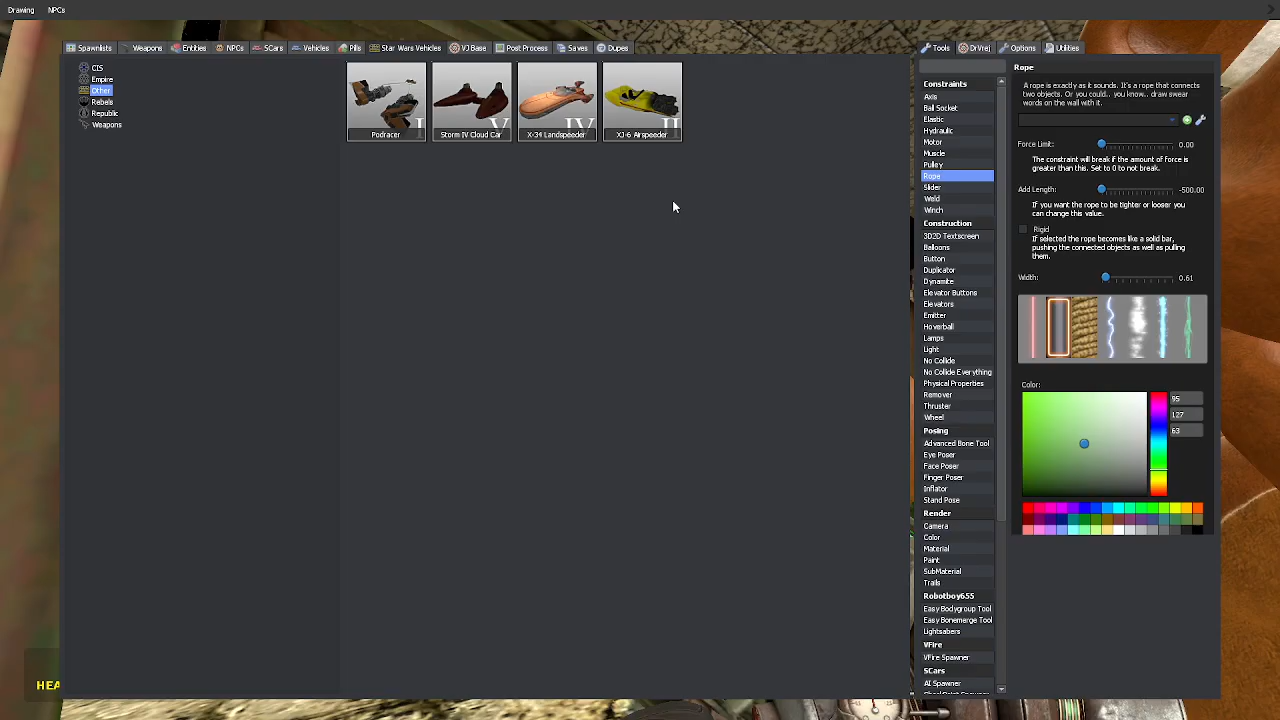 Drawing NPCs
Spawnlists Weapons Entities NPCs SCars Vehicles Pills Star Wars Vehicles VJ Base Post Process Saves Dupes
Tools DrVrej Options Utilities
CIS
Empire
Other
Rebels
Republic
Weapons
I
Podracer
V
Storm IV Cloud Car
IV
X-34 Landspeeder
II
XJ-6 Airspeeder
Constraints
Axis
Ball Socket
Elastic
Hydraulic
Motor
Muscle
Pulley
Rope
Slider
Weld
Winch
Construction
3D2D Textscreen
Balloons
Button
Duplicator
Dynamite
Elevator Buttons
Elevators
Emitter
Hoverball
Lamps
Light
No Collide
No Collide Everything
Physical Properties
Remover
Thruster
Wheel
Posing
Advanced Bone Tool
Eye Poser
Face Poser
Finger Poser
Inflator
Stand Pose
Render
Camera
Color
Material
Paint
SubMaterial
Trails
Robotboy655
Easy Bodygroup Tool
Easy Bonemerge Tool
Lightsabers
VFire
VFire Spawner
SCars
AI Spawner
Rope
A rope is exactly as it sounds. It's a rope that connects
two objects. Or you could.. you know.. draw swear
words on the wall with it.
Force Limit: 0.00
The constraint will break if the amount of force is
greater than this. Set to 0 to not break.
Add Length: -500.00
If you want the rope to be tighter or looser you
can change this value.
Rigid
If selected the rope becomes like a solid bar,
pushing the connected objects as well as pulling
them.
Width: 0.61
Color:
95
127
63
HEA